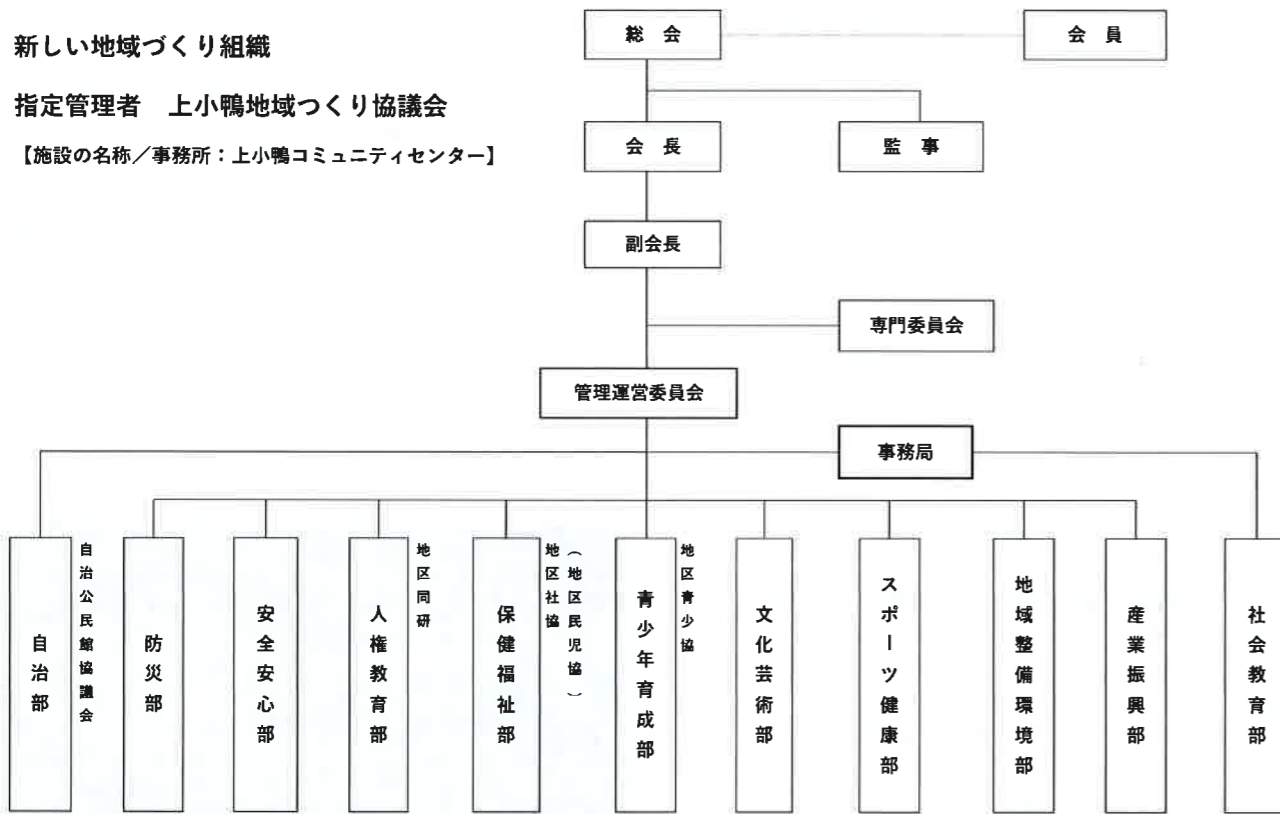 新しい地域づくり組織
指定管理者　上小鴨地域つくり協議会
【施設の名称／事務所：上小鴨コミュニティセンター】
総　会
会　員
会　長
監　事
副会長
専門委員会
管理運営委員会
事務局
自治部
自治公民館協議会
防災部
安全安心部
人権教育部
地区同研
保健福祉部
地区社協
（地区民児協）
青少年育成部
地区青少協
文化芸術部
スポーツ健康部
地域整備環境部
産業振興部
社会教育部